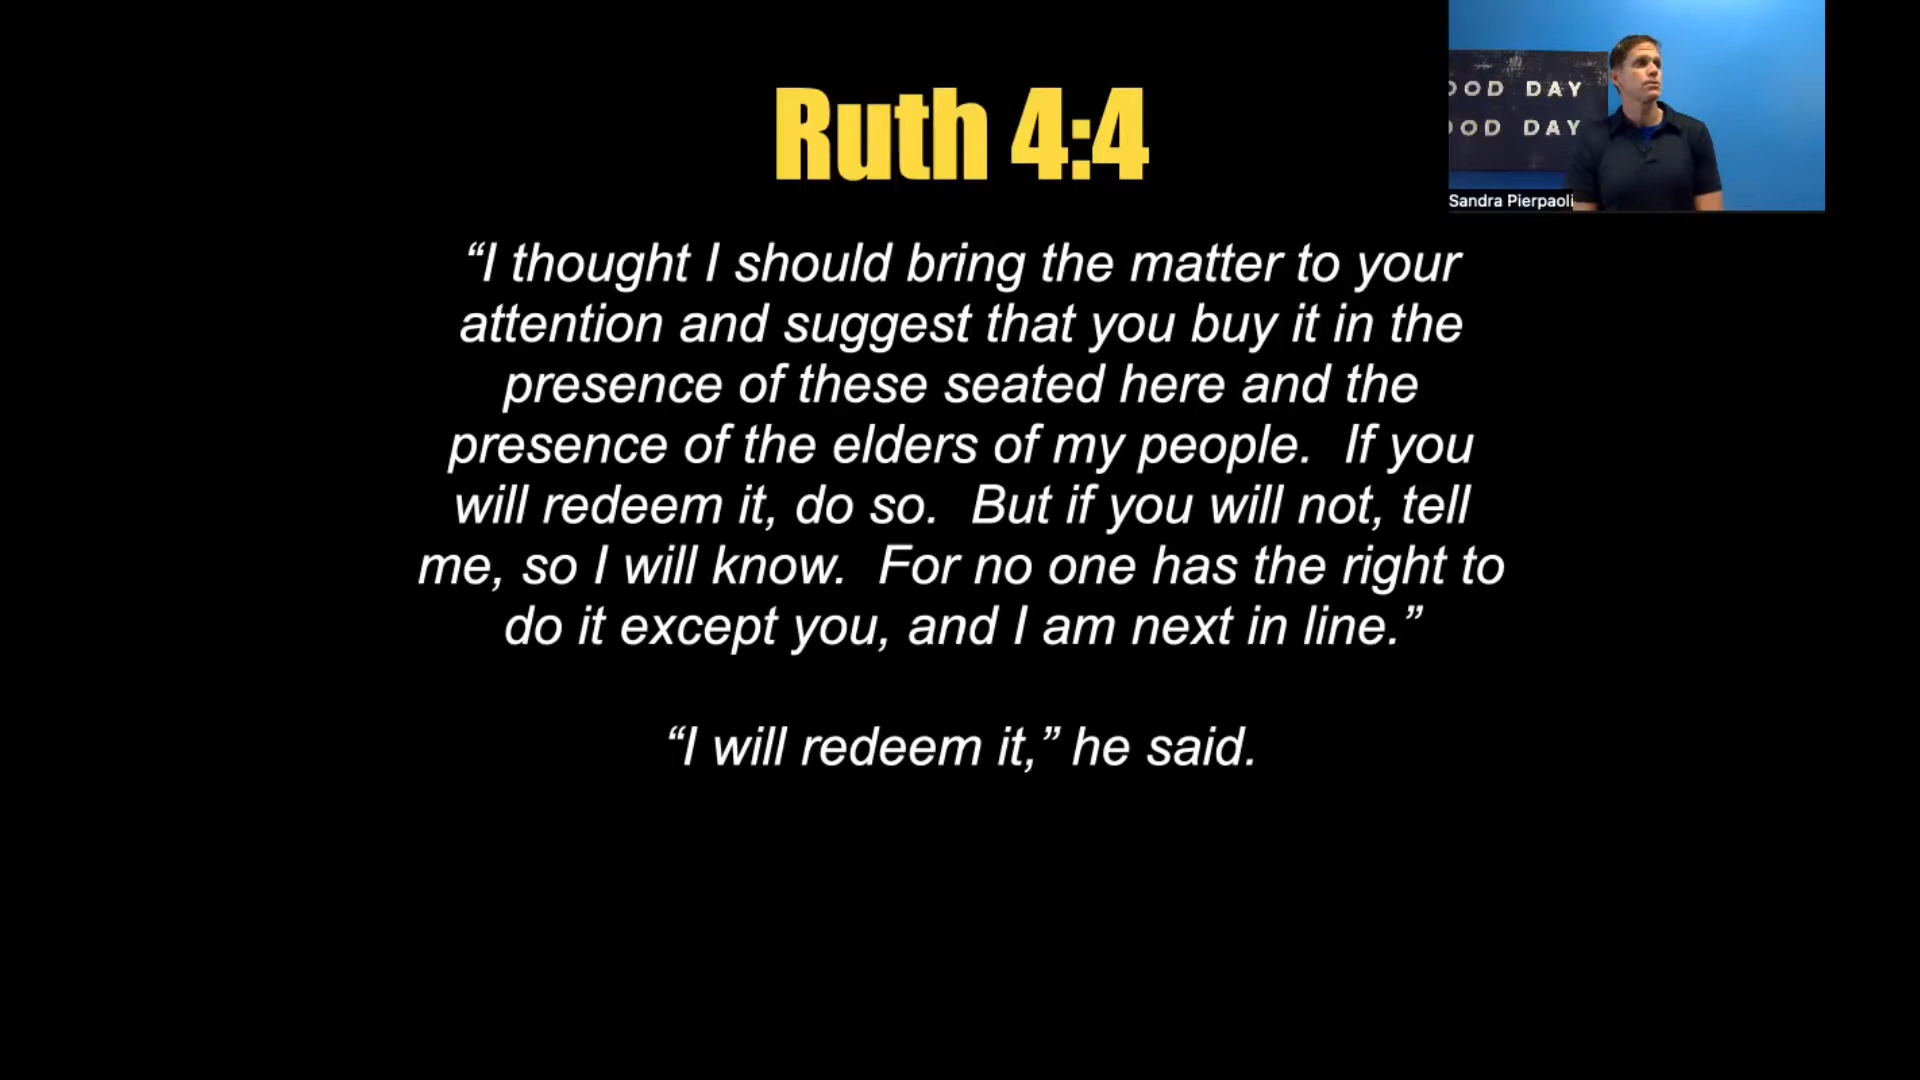 Ruth 4:4
“I thought I should bring the matter to your
attention and suggest that you buy it in the
presence of these seated here and the
presence of the elders of my people.  If you
will redeem it, do so.  But if you will not, tell
me, so I will know.  For no one has the right to
do it except you, and I am next in line.”
“I will redeem it,” he said.
OOD DAY
OOD DAY
Sandra Pierpaoli